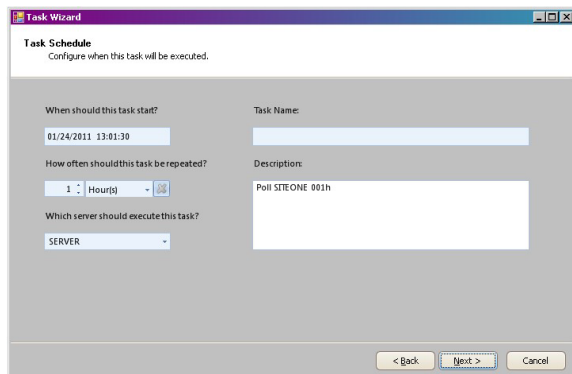 Task Wizard
Task Schedule
Configure when this task will be executed.
When should this task start?
01/24/2011 13:01:30
How often should this task be repeated?
1 Hour(s)
Which server should execute this task?
SERVER
Task Name:
Description:
Poll SITEONE 001h
< Back
Next >
Cancel